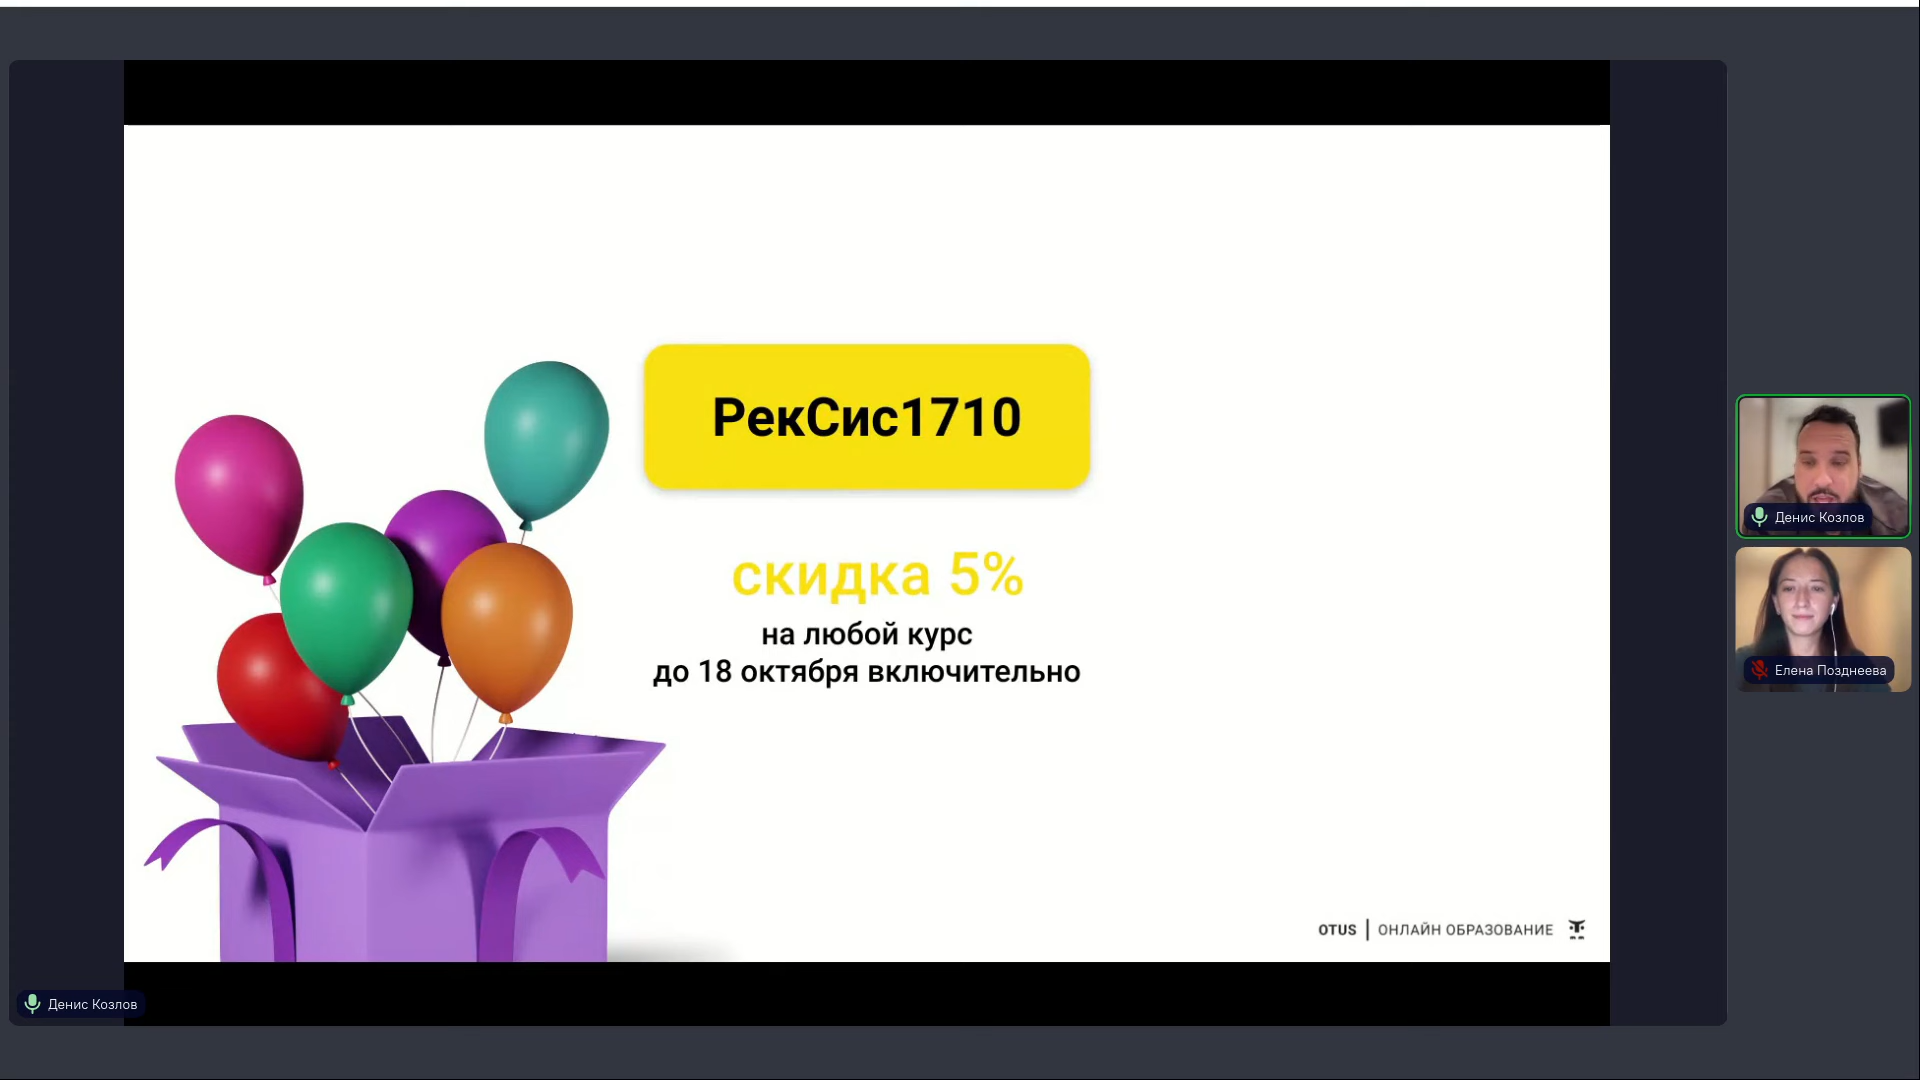 РекСис1710
скидка 5%
на любой курс
до 18 октября включительно
OTUS | ОНЛАЙН ОБРАЗОВАНИЕ
Денис Козлов
Денис Козлов
Елена Позднеева